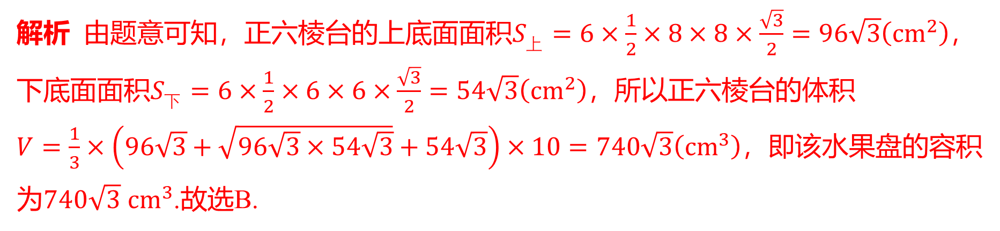 解析 由题意可知，正六棱台的上底面面积$S_{上}=6\times\frac{1}{2}\times8\times8\times\frac{\sqrt{3}}{2}=96\sqrt{3}(\mathrm{cm}^2)$，
下底面面积$S_{下}=6\times\frac{1}{2}\times6\times6\times\frac{\sqrt{3}}{2}=54\sqrt{3}(\mathrm{cm}^2)$，所以正六棱台的体积
$V=\frac{1}{3}\times\left(96\sqrt{3}+\sqrt{96\sqrt{3}\times54\sqrt{3}}+54\sqrt{3}\right)\times10=740\sqrt{3}(\mathrm{cm}^3)$，即该水果盘的容积
为$740\sqrt{3}\ \mathrm{cm}^3$.故选B.